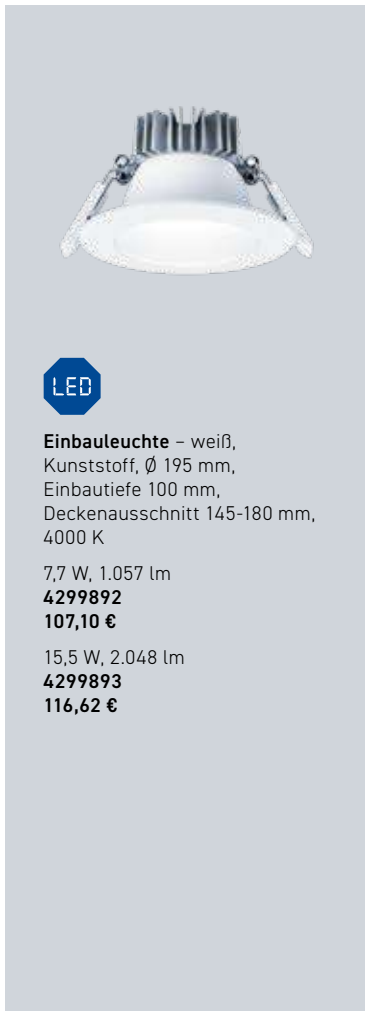 LED
Einbauleuchte – weiß,
Kunststoff, Ø 195 mm,
Einbautiefe 100 mm,
Deckenausschnitt 145-180 mm,
4000 K
7,7 W, 1.057 lm
4299892
107,10 €
15,5 W, 2.048 lm
4299893
116,62 €